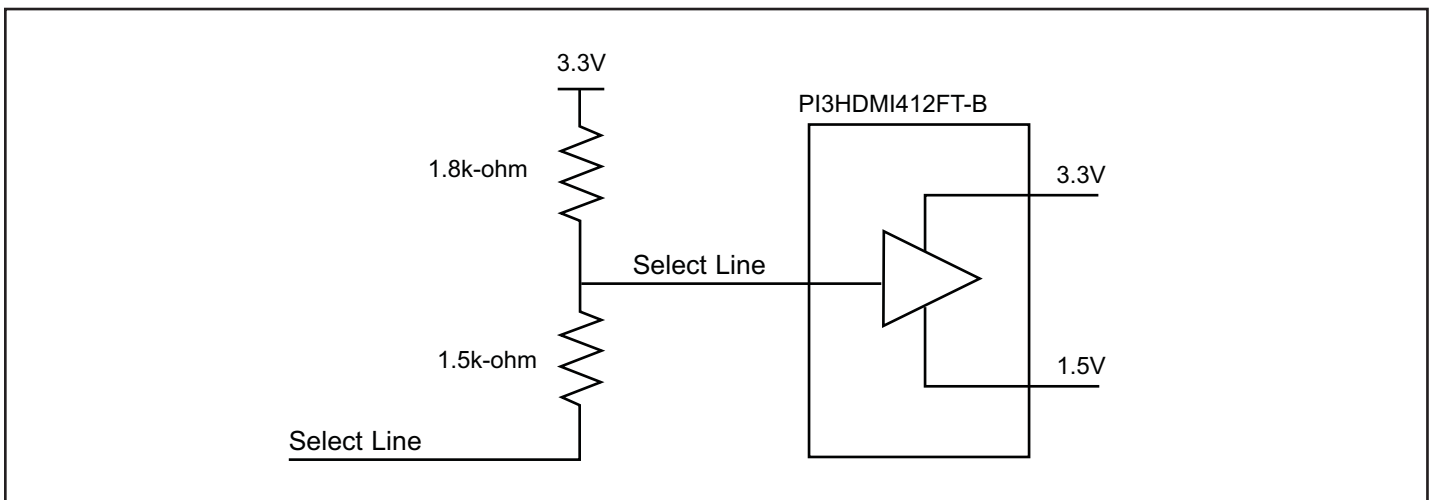 3.3V
PI3HDMI412FT-B
1.8k-ohm
3.3V
Select Line
1.5k-ohm
1.5V
Select Line